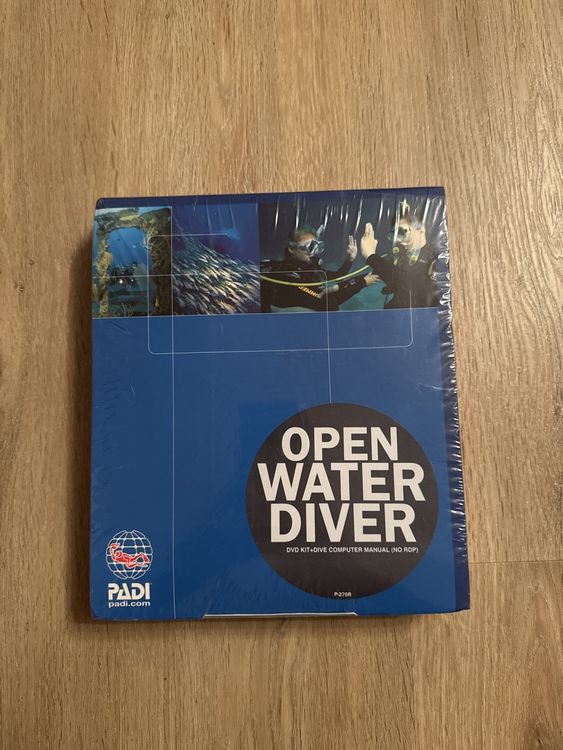 OPEN
WATER
DIVER
DVD KIT+DIVE COMPUTER MANUAL (NO RDP)
P-270R
PADI
padi.com